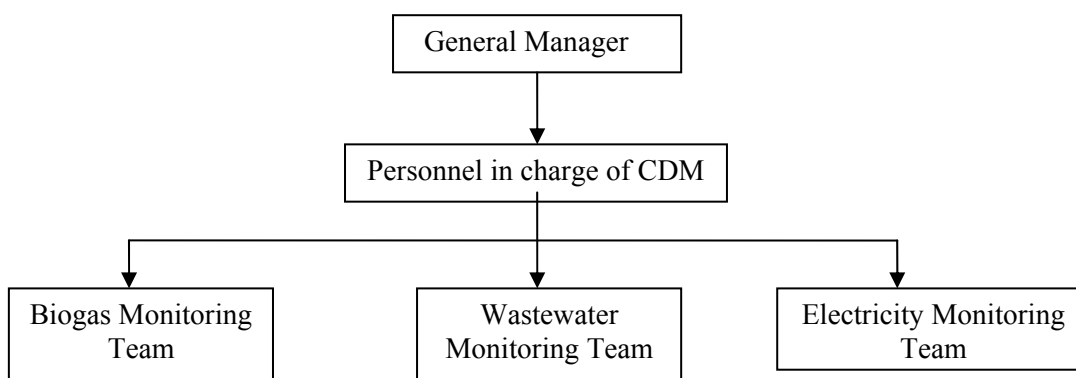 General Manager
Personnel in charge of CDM
Biogas Monitoring
Team
Wastewater
Monitoring Team
Electricity Monitoring
Team